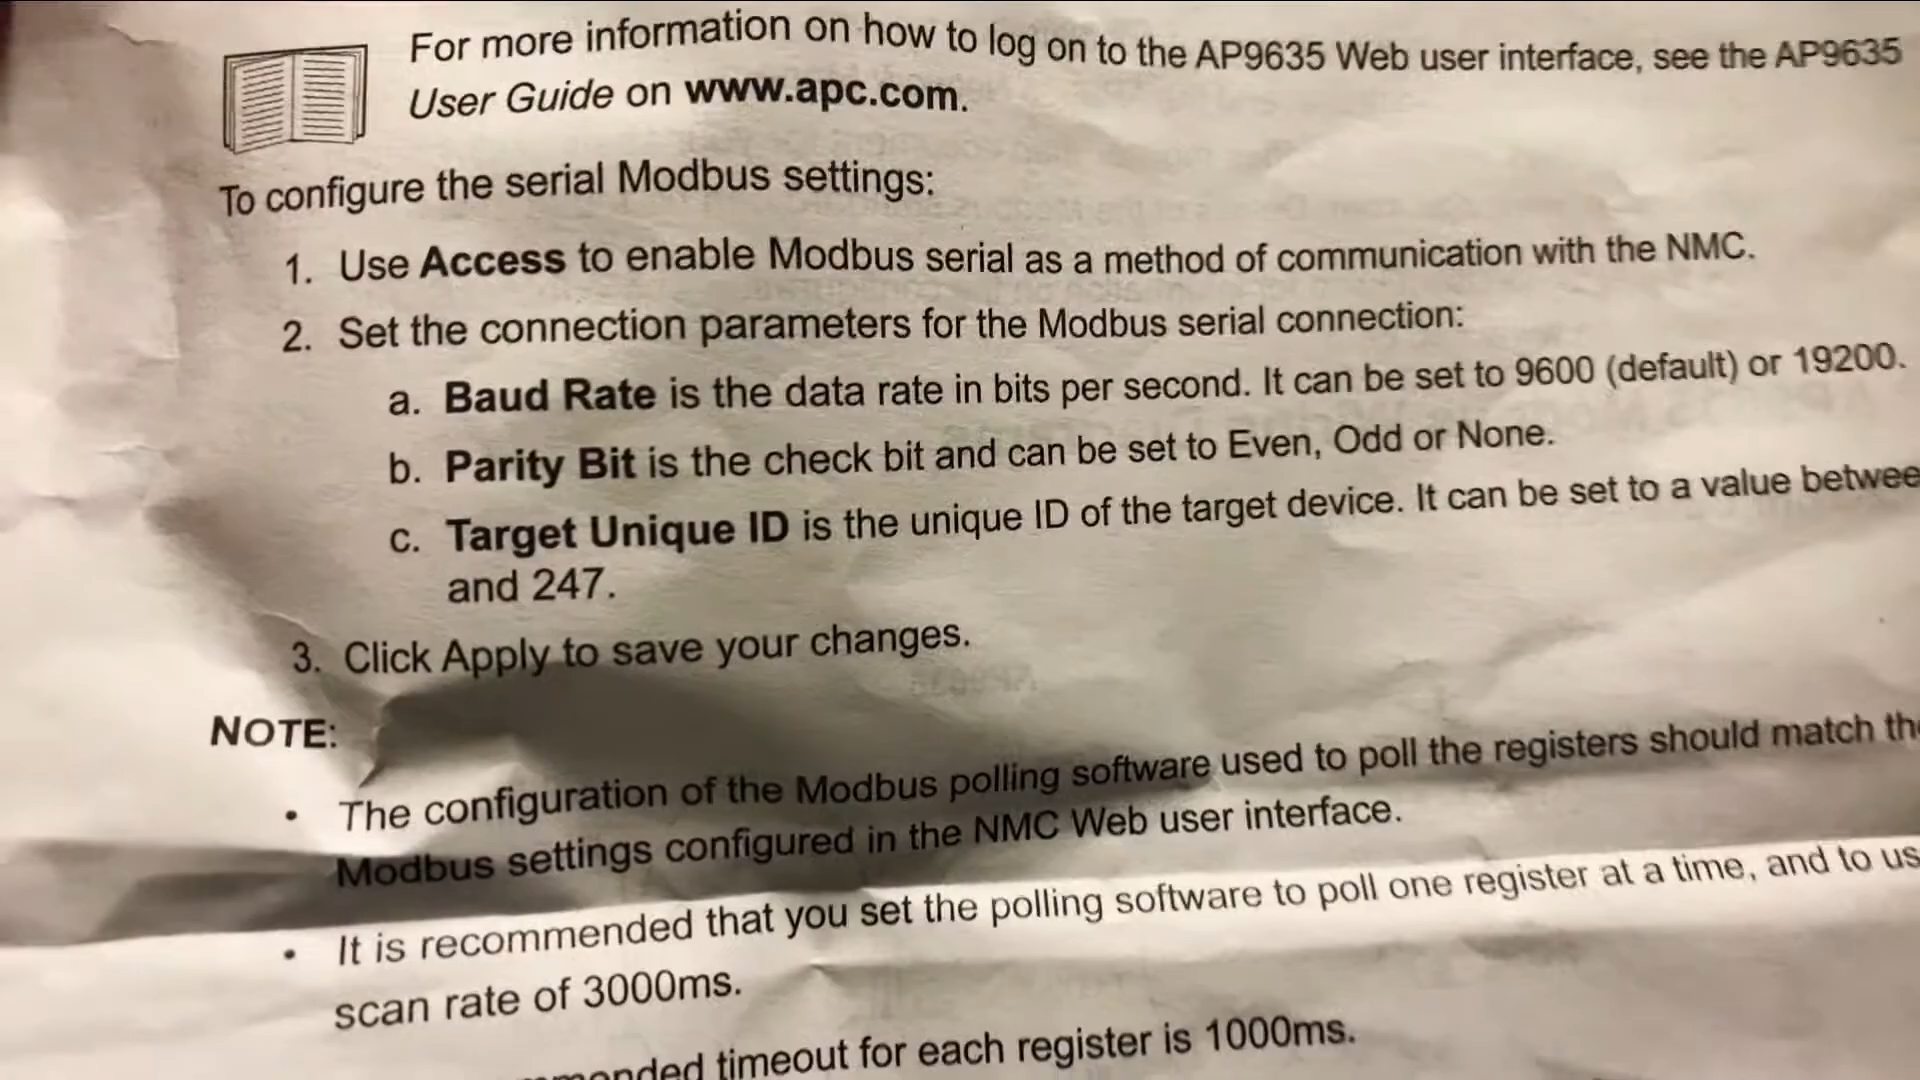 For more information on how to log on to the AP9635 Web user interface, see the AP9635
User Guide on www.apc.com.
To configure the serial Modbus settings:
1. Use Access to enable Modbus serial as a method of communication with the NMC.
2. Set the connection parameters for the Modbus serial connection:
a. Baud Rate is the data rate in bits per second. It can be set to 9600 (default) or 19200.
b. Parity Bit is the check bit and can be set to Even, Odd or None.
c. Target Unique ID is the unique ID of the target device. It can be set to a value betwee
and 247.
3. Click Apply to save your changes.
NOTE:
• The configuration of the Modbus polling software used to poll the registers should match the
Modbus settings configured in the NMC Web user interface.
• It is recommended that you set the polling software to poll one register at a time, and to us
scan rate of 3000ms.
timeout for each register is 1000ms.